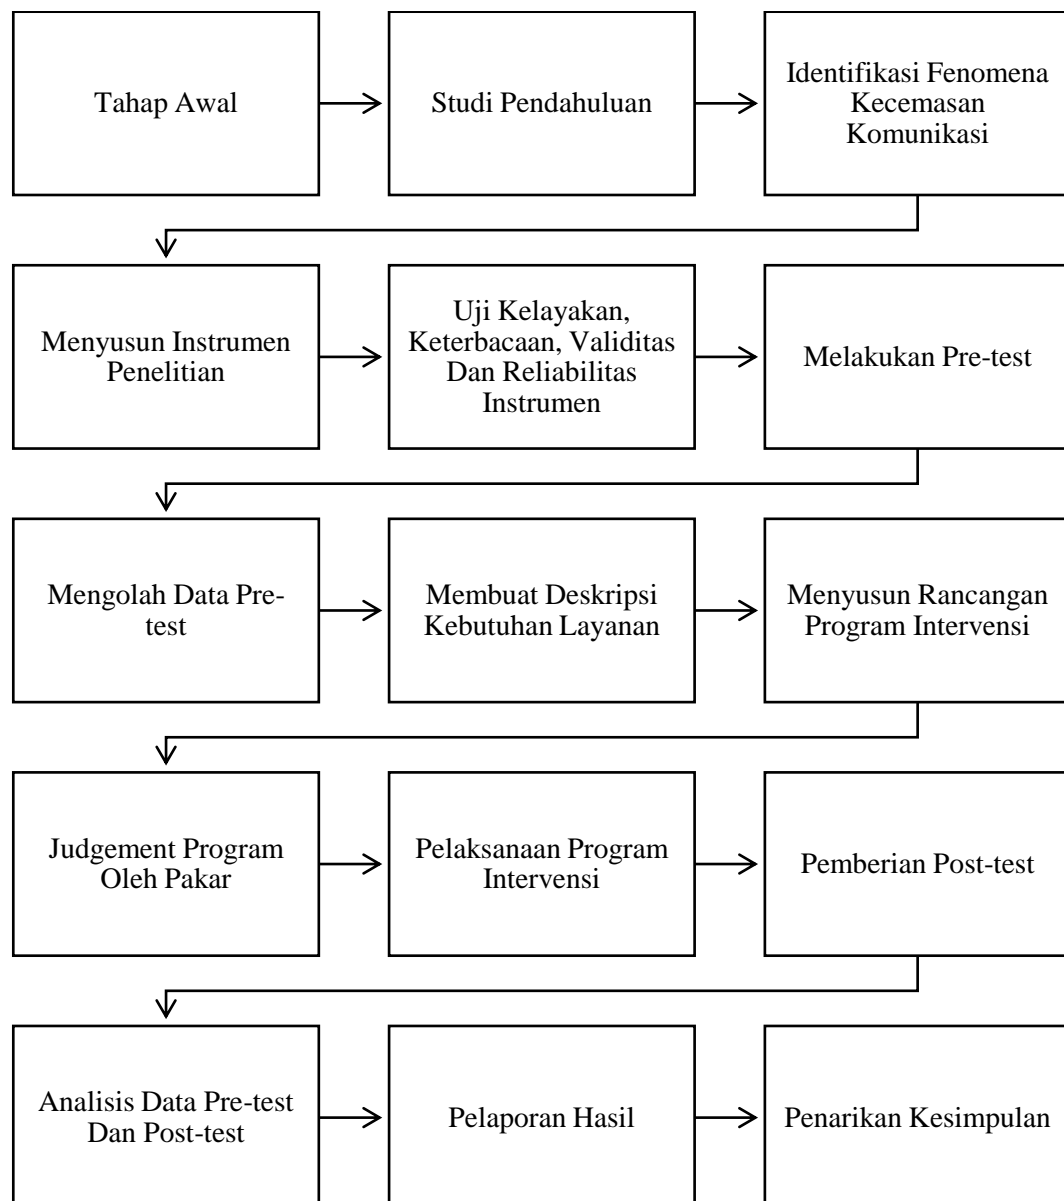 Tahap Awal
Studi Pendahuluan
Identifikasi Fenomena
Kecemasan
Komunikasi
Menyusun Instrumen
Penelitian
Uji Kelayakan,
Keterbacaan, Validitas
Dan Reliabilitas
Instrumen
Melakukan Pre-test
Mengolah Data Pre-
test
Membuat Deskripsi
Kebutuhan Layanan
Menyusun Rancangan
Program Intervensi
Judgement Program
Oleh Pakar
Pelaksanaan Program
Intervensi
Pemberian Post-test
Analisis Data Pre-test
Dan Post-test
Pelaporan Hasil
Penarikan Kesimpulan